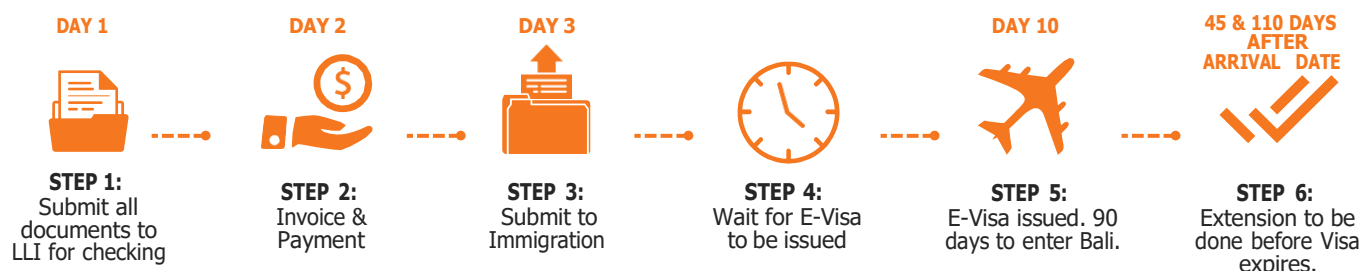 DAY 1
STEP 1:
Submit all
documents to
LLI for checking
DAY 2
$
STEP 2:
Invoice &
Payment
DAY 3
STEP 3:
Submit to
Immigration
STEP 4:
Wait for E-Visa
to be issued
DAY 10
STEP 5:
E-Visa issued. 90
days to enter Bali.
45 & 110 DAYS
AFTER
ARRIVAL DATE
STEP 6:
Extension to be
done before Visa
expires.